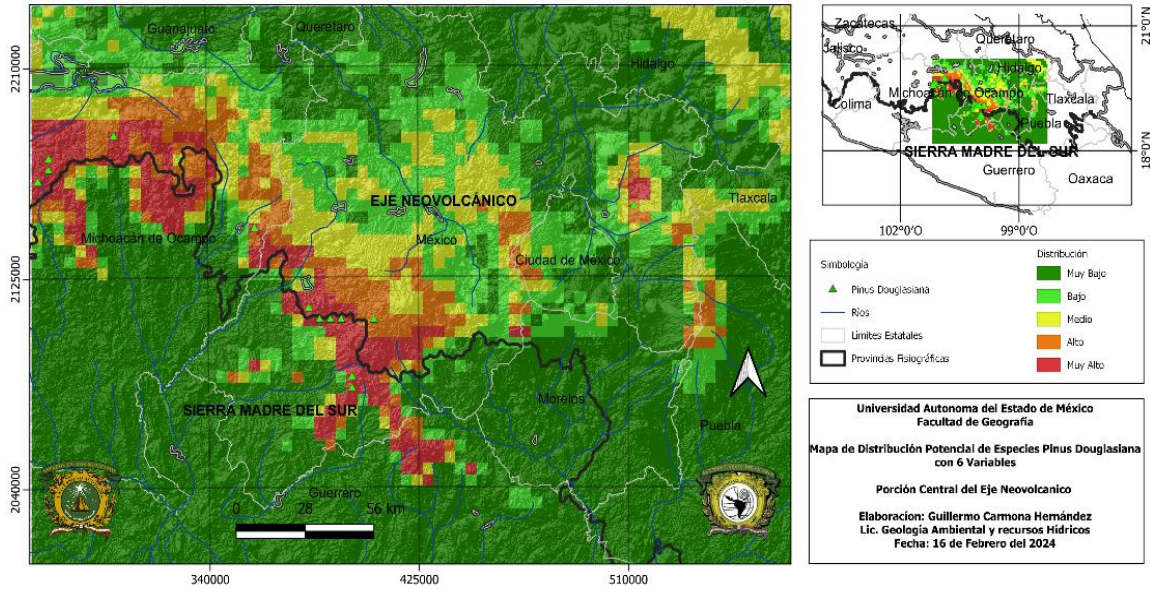 Guanajuato
Querétaro
Hidalgo
EJE NEOVOLCÁNICO
Tlaxcala
Michoacán de Ocampo
México
Ciudad de México
SIERRA MADRE DEL SUR
Morelos
Puebla
Guerrero
0 28 56 km
2210000
2125000
2040000
340000
425000
510000
Zacatecas
Jalisco
Querétaro
Hidalgo
Michoacán de Ocampo
Colima
Tlaxcala
Puebla
SIERRA MADRE DEL SUR
Guerrero
Oaxaca
21°0'N
18°0'N
102°0'O
99°0'O
Simbología
Pinus Douglasiana
Rios
Limites Estatales
Provincias Fisiográficas
Distribución
Muy Bajo
Bajo
Medio
Alto
Muy Alto
Universidad Autonoma del Estado de México
Facultad de Geografía
Mapa de Distribución Potencial de Especies Pinus Douglasiana
con 6 Variables
Porción Central del Eje Neovolcanico
Elaboracion: Guillermo Carmona Hernández
Lic. Geología Ambiental y recursos Hidricos
Fecha: 16 de Febrero del 2024